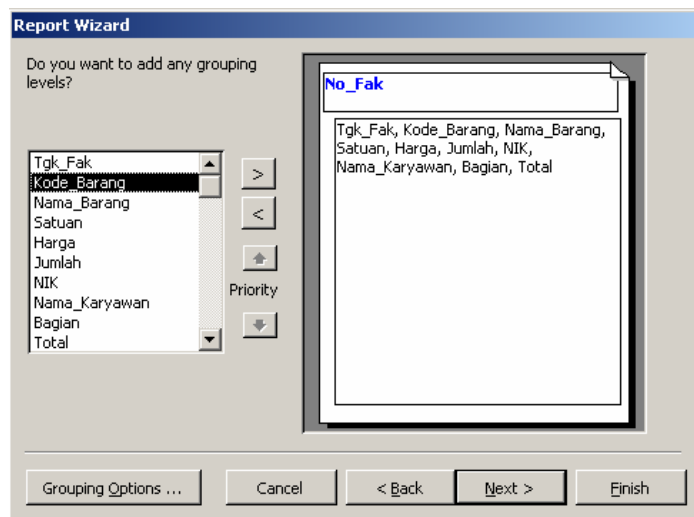 Report Wizard
Do you want to add any grouping
levels?
Tgk_Fak
Kode_Barang
Nama_Barang
Satuan
Harga
Jumlah
NIK
Nama_Karyawan
Bagian
Total
>
<
Priority
No_Fak
Tgk_Fak, Kode_Barang, Nama_Barang,
Satuan, Harga, Jumlah, NIK,
Nama_Karyawan, Bagian, Total
Grouping Options ...
Cancel
< Back
Next >
Finish